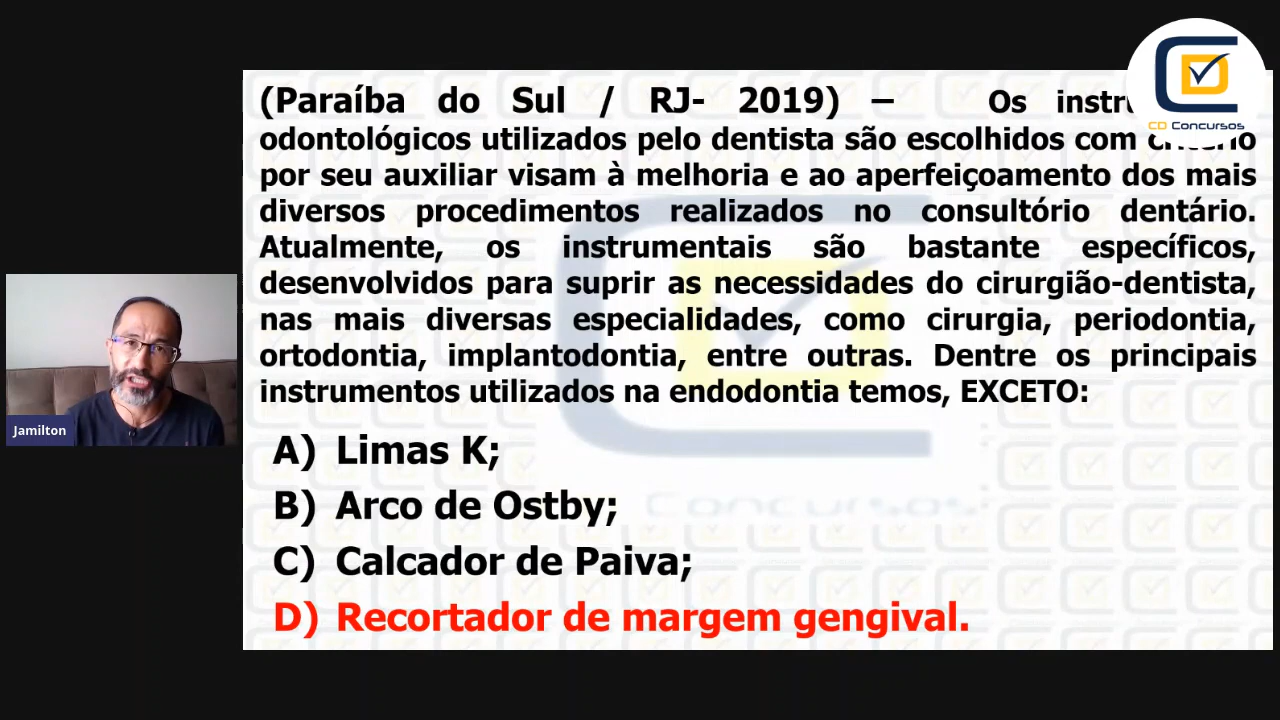 (Paraíba do Sul / RJ- 2019) – Os
odontológicos utilizados pelo dentista são escolhidos com critério
por seu auxiliar visam à melhoria e ao aperfeiçoamento dos mais
diversos procedimentos realizados no consultório dentário.
Atualmente, os instrumentais são bastante específicos,
desenvolvidos para suprir as necessidades do cirurgião-dentista,
nas mais diversas especialidades, como cirurgia, periodontia,
ortodontia, implantodontia, entre outras. Dentre os principais
instrumentos utilizados na endodontia temos, EXCETO:
A) Limas K;
B) Arco de Ostby;
C) Calcador de Paiva;
D) Recortador de margem gengival.
CD Concursos
Jamilton
Concursos